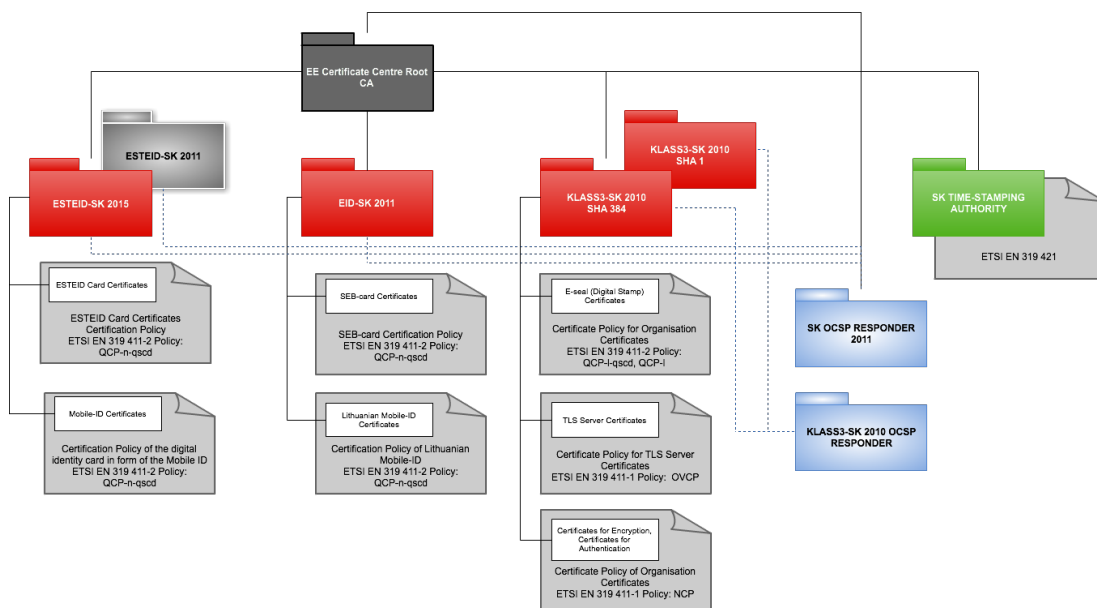 EE Certificate Centre Root
CA
ESTEID-SK 2011
ESTEID-SK 2015
EID-SK 2011
KLASS3-SK 2010
SHA 1
KLASS3-SK 2010
SHA 384
SK TIME-STAMPING
AUTHORITY
ETSI EN 319 421
ESTEID Card Certificates
ESTEID Card Certificates
Certification Policy
ETSI EN 319 411-2 Policy:
QCP-n-qscd
Mobile-ID Certificates
Certification Policy of the digital
identity card in form of the Mobile ID
ETSI EN 319 411-2 Policy:
QCP-n-qscd
SEB-card Certificates
SEB-card Certification Policy
ETSI EN 319 411-2 Policy:
QCP-n-qscd
Lithuanian Mobile-ID
Certificates
Certification Policy of Lithuanian
Mobile-ID
ETSI EN 319 411-2 Policy:
QCP-n-qscd
E-seal (Digital Stamp)
Certificates
Certificate Policy for Organisation
Certificates
ETSI EN 319 411-2 Policy:
QCP-l-qscd, QCP-l
TLS Server Certificates
Certificate Policy for TLS Server
Certificates
ETSI EN 319 411-1 Policy: OVCP
Certificates for Encryption,
Certificates for
Authentication
Certificate Policy of Organisation
Certificates
ETSI EN 319 411-1 Policy: NCP
SK OCSP RESPONDER
2011
KLASS3-SK 2010 OCSP
RESPONDER